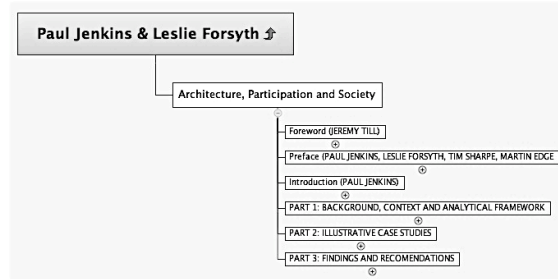 Paul Jenkins & Leslie Forsyth
Architecture, Participation and Society
Foreword (JEREMY TILL)
Preface (PAUL JENKINS, LESLIE FORSYTH, TIM SHARPE, MARTIN EDGE
Introduction (PAUL JENKINS)
PART 1: BACKGROUND, CONTEXT AND ANALYTICAL FRAMEWORK
PART 2: ILLUSTRATIVE CASE STUDIES
PART 3: FINDINGS AND RECOMENDATIONS